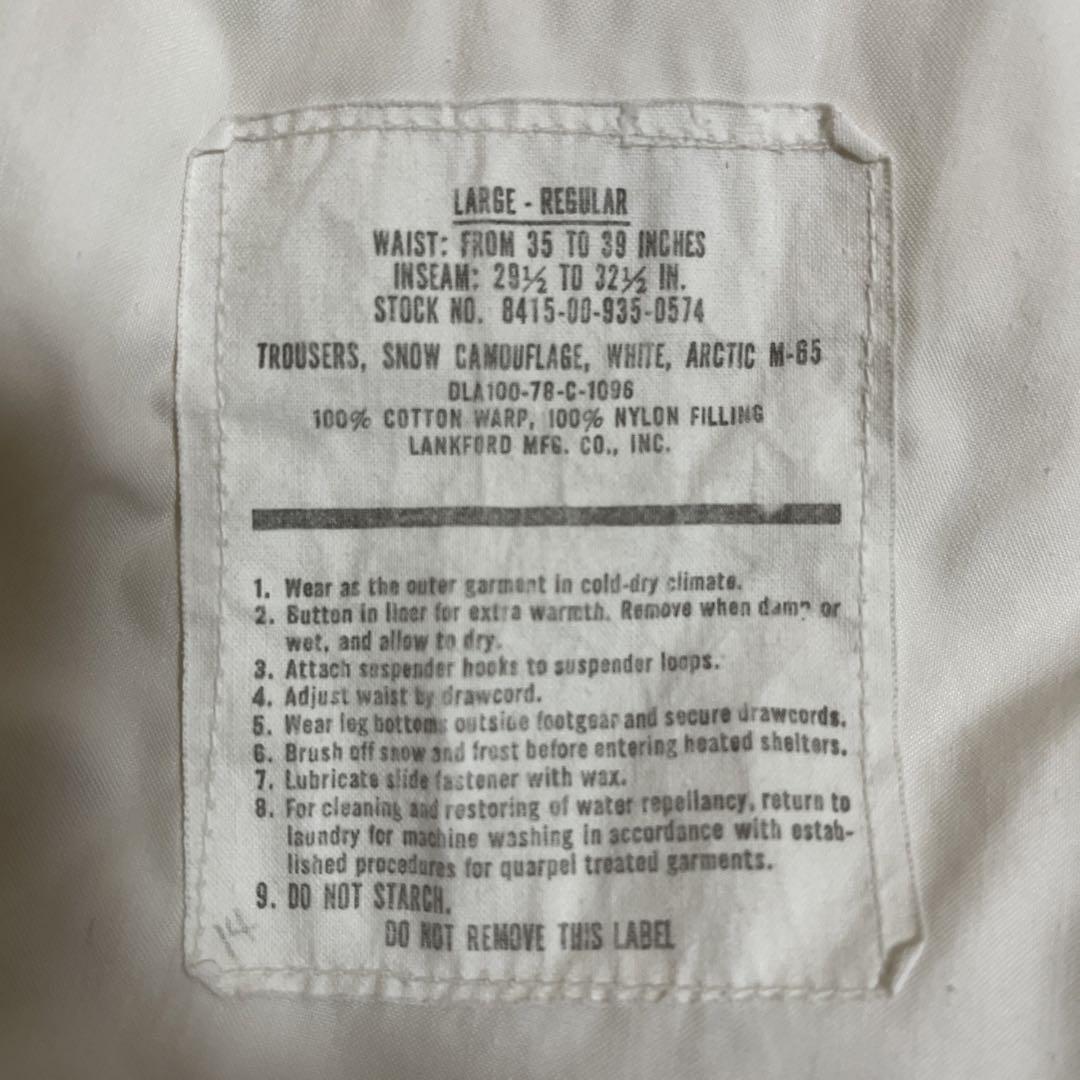 LARGE - REGULAR
WAIST: FROM 35 TO 39 INCHES
INSEAM: 29½ TO 32½ IN.
STOCK NO. 8415-00-935-0574
TROUSERS, SNOW CAMOUFLAGE, WHITE, ARCTIC M-65
DLA100-78-C-1096
100% COTTON WARP, 100% NYLON FILLING
LANKFORD MFG. CO., INC.
1. Wear as the outer garment in cold-dry climate.
2. Button in liner for extra warmth. Remove when damp or
wet, and allow to dry.
3. Attach suspender hooks to suspender loops.
4. Adjust waist by drawcord.
5. Wear leg bottoms outside footgear and secure drawcords.
6. Brush off snow and frost before entering heated shelters.
7. Lubricate slide fastener with wax.
8. For cleaning and restoring of water repellancy, return to
laundry for machine washing in accordance with estab-
lished procedures for quarpel treated garments.
9. DO NOT STARCH.
14
DO NOT REMOVE THIS LABEL